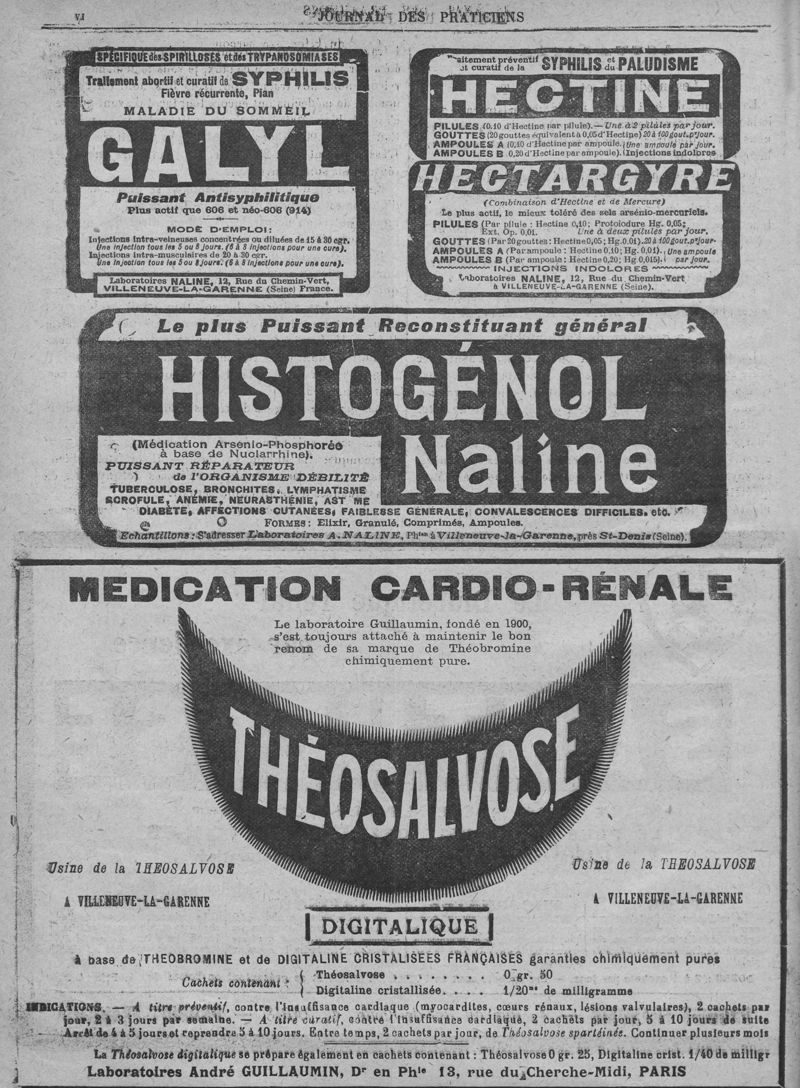 VI
JOURNAL DES PRATICIENS
SPÉCIFIQUE des SPIRILLOSES et des TRYPANOSOMIASES
Traitement abortif et curatif de SYPHILIS
Fièvre récurrente, Pian
MALADIE DU SOMMEIL
GALYL
Puissant Antisyphilitique
Plus actif que 606 et néo-606 (914)
MODE D'EMPLOI:
Injections intra-veineuses concentrées ou diluées de 15 à 30 cgr.
Une injection tous les 5 ou 8 jours. (6 à 8 injections pour une cure).
Injections intra-musculaires de 20 à 30 cgr.
Une injection tous les 5 ou 8 jours. (6 à 8 injections pour une cure).
Laboratoires NALINE, 12, Rue du Chemin-Vert,
VILLENEUVE-LA-GARENNE (Seine) France.
Traitement préventif et curatif de la SYPHILIS et du PALUDISME
HECTINE
PILULES (0.10 d'Hectine par pilule). — Une à 2 pilules par jour.
GOUTTES (20 gouttes équivalent à 0,05 d'Hectine) 20 à 100 gout. pr jour.
AMPOULES A (0,10 d'Hectine par ampoule. Une ampoule par jour.
AMPOULES B 0,20 d'Hectine par ampoule). (Injections indolores
HECTARGYRE
(Combinaison d'Hectine et de Mercure)
Le plus actif, le mieux toléré des sels arsénio-mercuriels.
PILULES (Par pilule : Hectine 0,10; Protoiodure Hg. 0,05;
Ext. Op. 0.01. Une à deux pilules par jour.
GOUTTES (Par 20 gouttes : Hectine 0,05; Hg. 0.01). 20 à 100 gout. pr jour.
AMPOULES A (Par ampoule : Hectine 0,10; Hg. 0,01). Une ampoule
AMPOULES B (Par ampoule : Hectine 0,20; Hg. 0,015). par jour.
INJECTIONS INDOLORES
Laboratoires NALINE, 12, Rue du Chemin-Vert
à VILLENEUVE-LA-GARENNE (Seine).
Le plus Puissant Reconstituant général
HISTOGÉNOL
Naline
(Médication Arsenio-Phosphorée
à base de Nuclarrhine).
PUISSANT RÉPARATEUR
de l'ORGANISME DÉBILITÉ
TUBERCULOSE, BRONCHITES, LYMPHATISME
SCROFULE, ANÉMIE, NEURASTHÉNIE, AST ME
DIABÈTE, AFFECTIONS CUTANÉES, FAIBLESSE GÉNÉRALE, CONVALESCENCES DIFFICILES, etc.
FORMES: Elixir, Granulé, Comprimés, Ampoules.
Echantillons: S'adresser Laboratoires A. NALINE, Phien à Villeneuve-la-Garenne, près St-Denis (Seine).
MEDICATION CARDIO-RÉNALE
Le laboratoire Guillaumin, fondé en 1900,
s'est toujours attaché à maintenir le bon
renom de sa marque de Théobromine
chimiquement pure.
THÉOSALVOSE
Usine de la THEOSALVOSE
A VILLENEUVE-LA-GARENNE
Usine de la THEOSALVOSE
A VILLENEUVE-LA-GARENNE
DIGITALIQUE
à base de THEOBROMINE et de DIGITALINE CRISTALISEES FRANÇAISES garanties chimiquement pures
Cachets contenant :
Théosalvose . . . . . . . . 0 gr. 50
Digitaline cristallisée. . . . . 1/20me de milligramme
INDICATIONS. — A titre préventif, contre l'insuffisance cardiaque (myocardites, cœurs rénaux, lésions valvulaires), 2 cachets par
jour, 2 à 3 jours par semaine. — A titre curatif, contre l'insuffisance cardiaque, 2 cachets par jour, 5 à 10 jours de suite
Arrêt de 4 à 5 jours et reprendre 5 à 10 jours. Entre temps, 2 cachets par jour, de Théosalvose spartéinée. Continuer plusieurs mois
La Théosalvose digitalique se prépare également en cachets contenant : Théosalvose 0 gr. 25, Digitaline crist. 1/40 de milligr
Laboratoires André GUILLAUMIN, Dr en Phie 13, rue du Cherche-Midi, PARIS